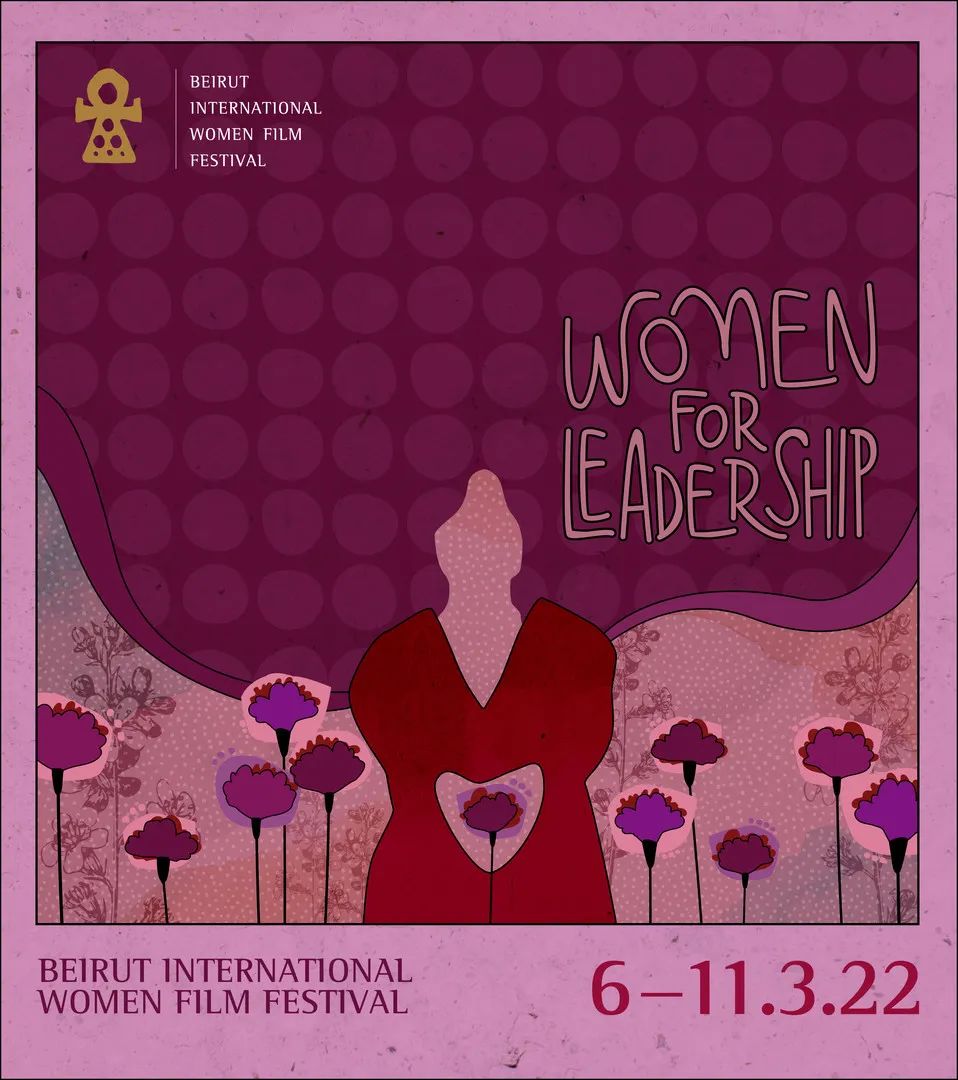 BEIRUT
INTERNATIONAL
WOMEN FILM
FESTIVAL
WOMEN
FOR
LEADERSHIP
BEIRUT INTERNATIONAL
WOMEN FILM FESTIVAL
6–11.3.22